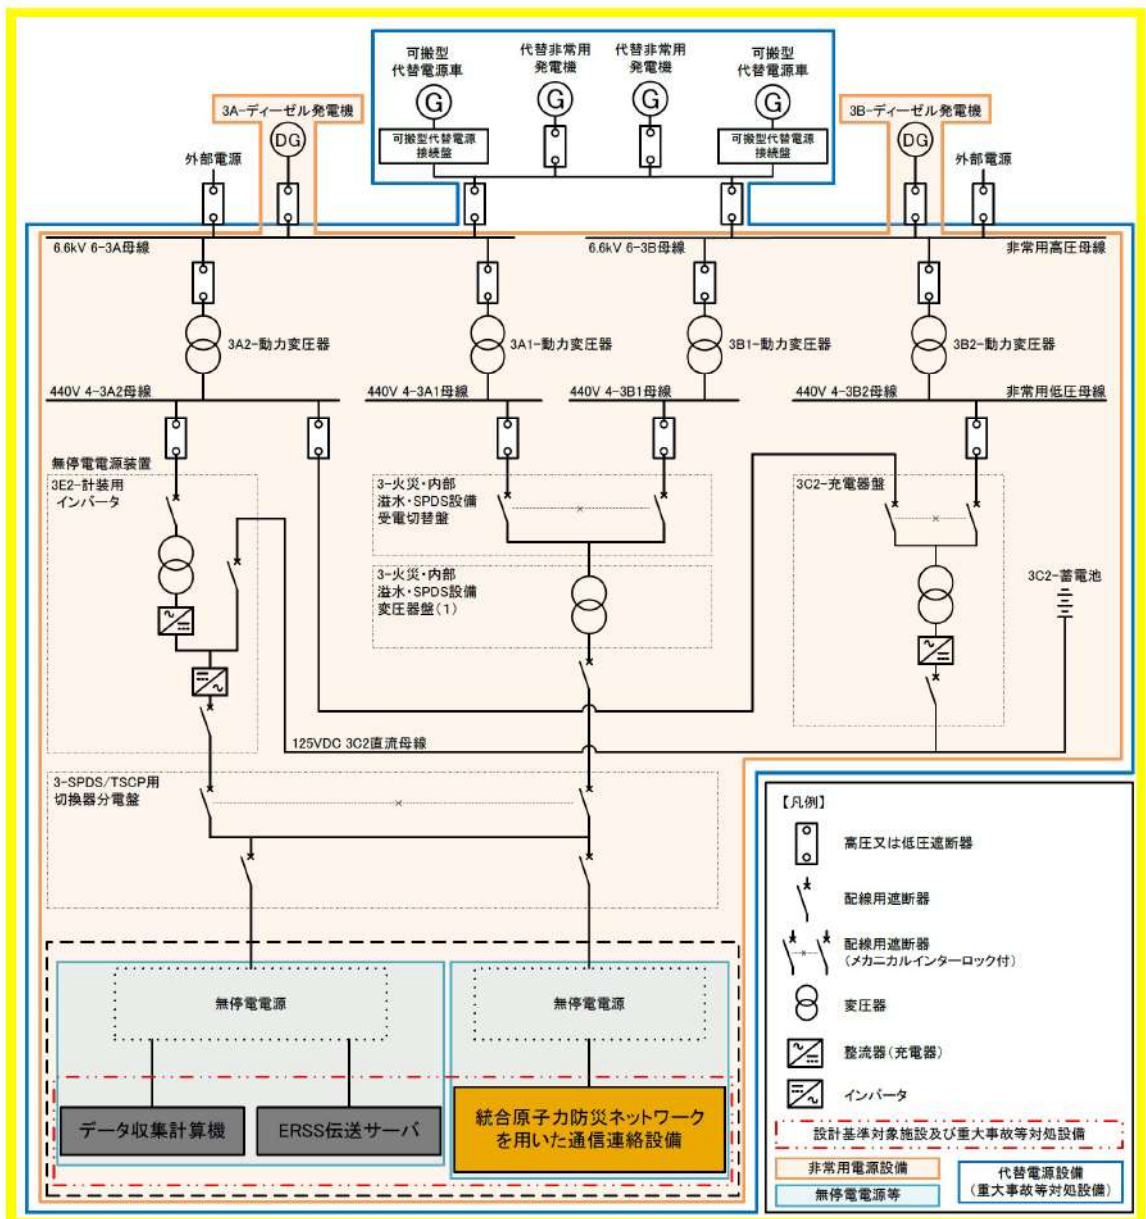 可搬型
代替電源車
代替非常用
発電機
代替非常用
発電機
可搬型
代替電源車
G
G
G
G
3A-ディーゼル発電機
3B-ディーゼル発電機
DG
DG
可搬型代替電源
接続盤
可搬型代替電源
接続盤
外部電源
外部電源
6.6kV 6-3A母線
6.6kV 6-3B母線
非常用高圧母線
3A2-動力変圧器
3A1-動力変圧器
3B1-動力変圧器
3B2-動力変圧器
440V 4-3A2母線
440V 4-3A1母線
440V 4-3B1母線
440V 4-3B2母線
非常用低圧母線
無停電電源装置
3E2-計装用
インバータ
3-火災・内部
溢水・SPDS設備
受電切替盤
3C2-充電器盤
3-火災・内部
溢水・SPDS設備
変圧器盤(1)
3C2-蓄電池
125VDC 3C2直流母線
3-SPDS/TSCP用
切換器分電盤
無停電電源
無停電電源
データ収集計算機
ERSS伝送サーバ
統合原子力防災ネットワーク
を用いた通信連絡設備
【凡例】
高圧又は低圧遮断器
配線用遮断器
配線用遮断器
(メカニカルインターロック付)
変圧器
整流器(充電器)
インバータ
設計基準対象施設及び重大事故等対処設備
非常用電源設備
無停電電源等
代替電源設備
(重大事故等対処設備)